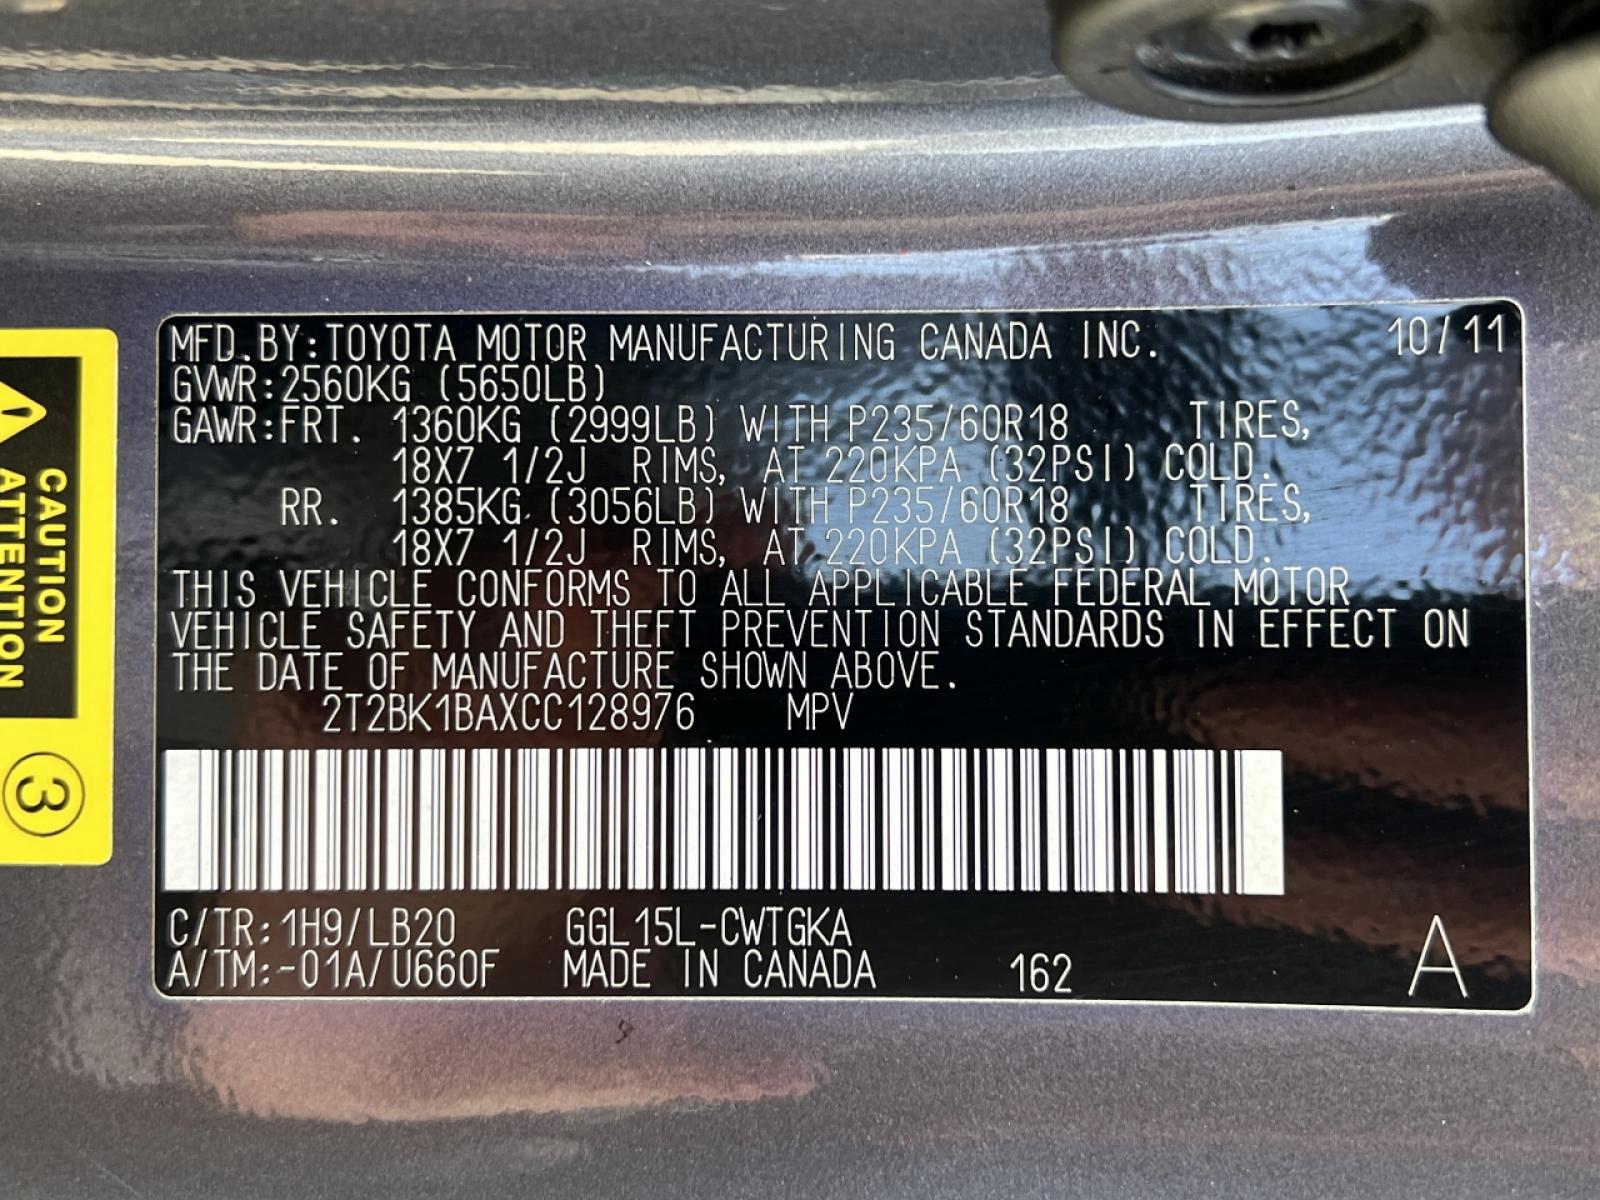 MFD.BY:TOYOTA MOTOR MANUFACTURING CANADA INC. 10/11
GVWR:2560KG (5650LB)
GAWR:FRT. 1360KG (2999LB) WITH P235/60R18 TIRES,
18X7 1/2J RIMS, AT 220KPA (32PSI) COLD.
RR. 1385KG (3056LB) WITH P235/60R18 TIRES,
18X7 1/2J RIMS, AT 220KPA (32PSI) COLD.
THIS VEHICLE CONFORMS TO ALL APPLICABLE FEDERAL MOTOR
VEHICLE SAFETY AND THEFT PREVENTION STANDARDS IN EFFECT ON
THE DATE OF MANUFACTURE SHOWN ABOVE.
2T2BK1BAXCC128976 MPV
C/TR:1H9/LB20 GGL15L-CWTGKA
A/TM:-01A/U660F MADE IN CANADA 162 A
CAUTION
ATTENTION
3